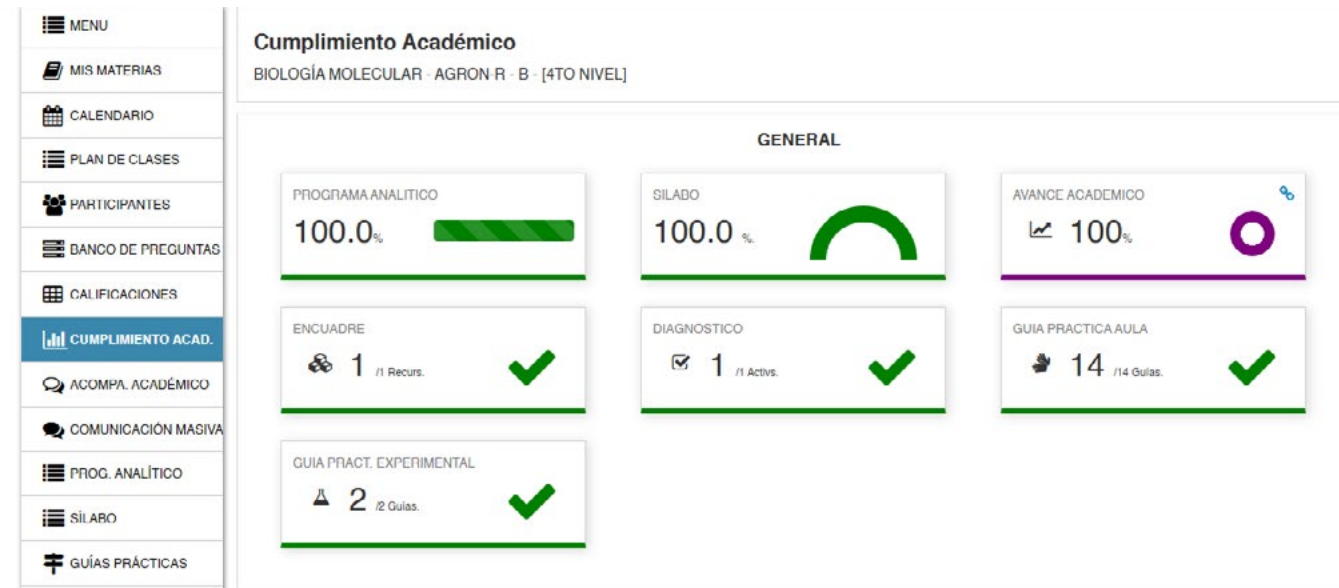 MENU
MIS MATERIAS
CALENDARIO
PLAN DE CLASES
PARTICIPANTES
BANCO DE PREGUNTAS
CALIFICACIONES
CUMPLIMIENTO ACAD.
ACOMPA. ACADÉMICO
COMUNICACIÓN MASIVA
PROG. ANALÍTICO
SÍLABO
GUÍAS PRÁCTICAS
Cumplimiento Académico
BIOLOGÍA MOLECULAR - AGRON-R - B - [4TO NIVEL]
GENERAL
PROGRAMA ANALITICO
100.0%
SILABO
100.0 %
AVANCE ACADEMICO
100%
ENCUADRE
1 /1 Recurs.
DIAGNOSTICO
1 /1 Activs.
GUIA PRACTICA AULA
14 /14 Guias.
GUIA PRACT. EXPERIMENTAL
2 /2 Guias.